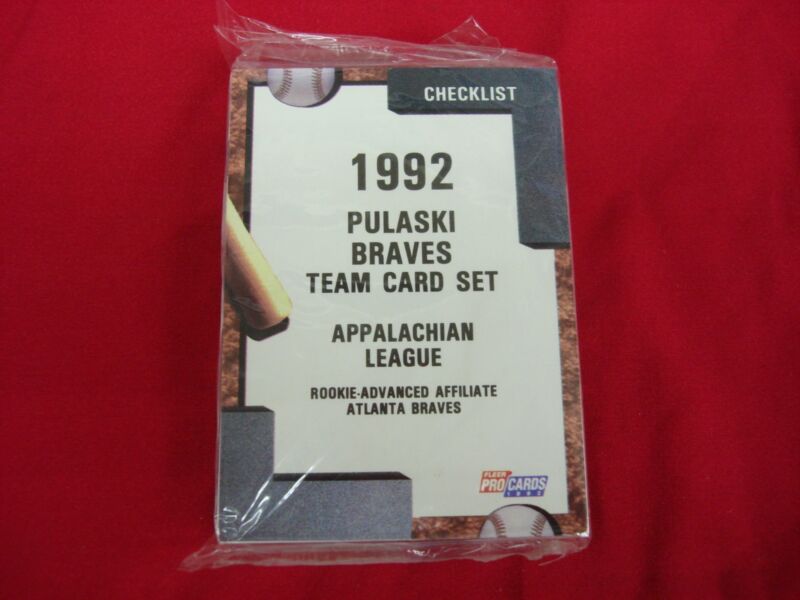 CHECKLIST
1992
PULASKI
BRAVES
TEAM CARD SET
APPALACHIAN
LEAGUE
ROOKIE-ADVANCED AFFILIATE
ATLANTA BRAVES
FLEER
PRO CARDS
1992